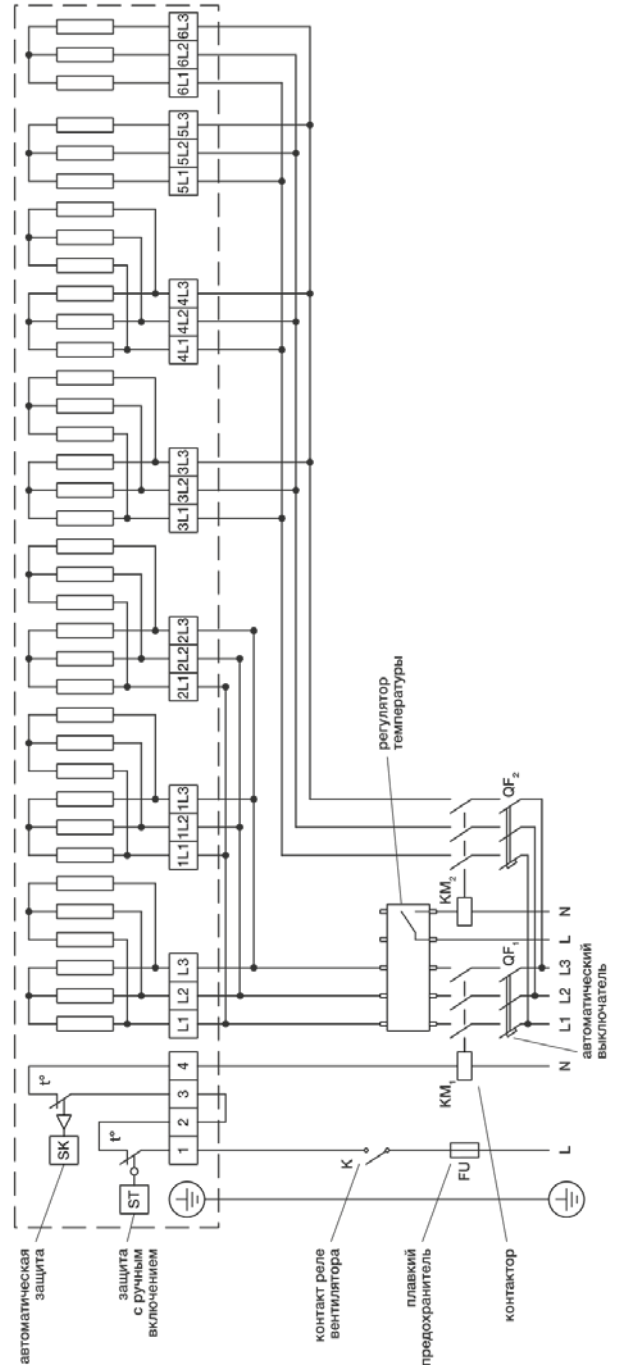 автоматическая
защита
защита
с ручным
включением
SK
t°
ST
t°
1
2
3
4
L1
L2
L3
1L1
1L2
1L3
2L1
2L2
2L3
3L1
3L2
3L3
4L1
4L2
4L3
5L1
5L2
5L3
6L1
6L2
6L3
регулятор
температуры
контакт реле
вентилятора
K
плавкий
предохранитель
FU
контактор
KM1
KM2
QF1
QF2
автоматический
выключатель
L
N
L1
L2
L3
L
N